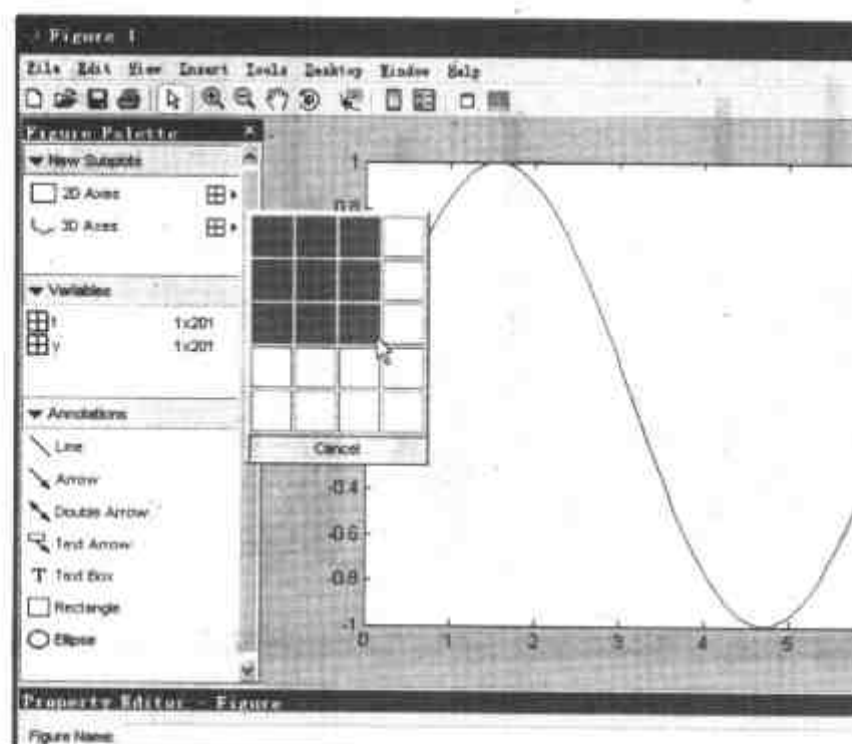 Figure 1
File Edit View Insert Tools Desktop Window Help
Figure Palette ×
New Subplots
2D Axes
3D Axes
Variables
t 1x201
y 1x201
Annotations
Line
Arrow
Double Arrow
Text Arrow
T Text Box
Rectangle
Ellipse
Cancel
1
0.8
-0.4
-0.6
-0.8
-1
0 1 2 3 4 5
Property Editor - Figure
Figure Name: